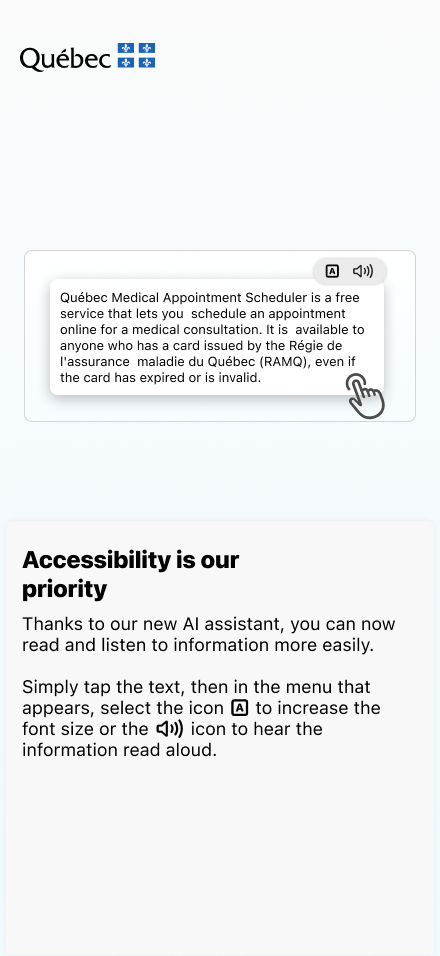 Québec
A
Québec Medical Appointment Scheduler is a free
service that lets you schedule an appointment
online for a medical consultation. It is available to
anyone who has a card issued by the Régie de
l'assurance maladie du Québec (RAMQ), even if
the card has expired or is invalid.
Accessibility is our
priority
Thanks to our new AI assistant, you can now
read and listen to information more easily.
Simply tap the text, then in the menu that
appears, select the icon A to increase the
font size or the icon to hear the
information read aloud.